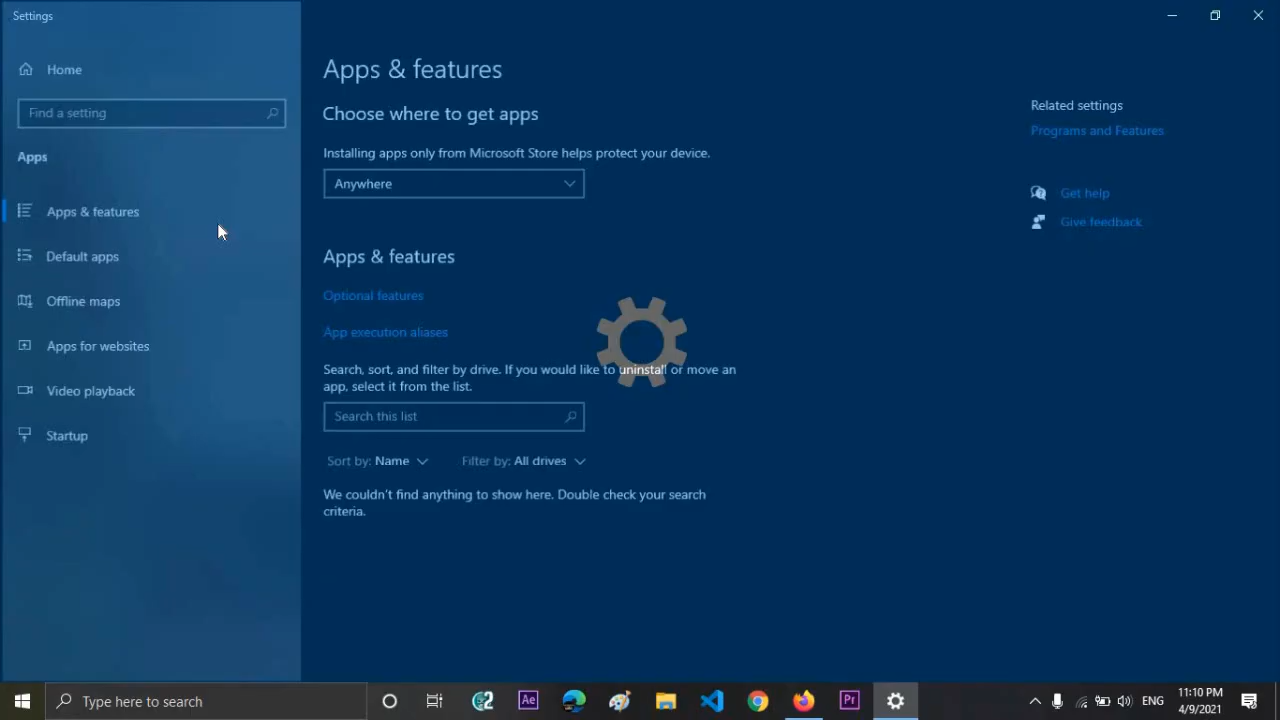 Settings
Home
Find a setting
Apps
Apps & features
Default apps
Offline maps
Apps for websites
Video playback
Startup
Apps & features
Choose where to get apps
Installing apps only from Microsoft Store helps protect your device.
Anywhere
Apps & features
Optional features
App execution aliases
Search, sort, and filter by drive. If you would like to uninstall or move an
app, select it from the list.
Search this list
Sort by: Name
Filter by: All drives
We couldn't find anything to show here. Double check your search
criteria.
Related settings
Programs and Features
Get help
Give feedback
Type here to search
Ae
Pr
ENG
11:10 PM
4/9/2021